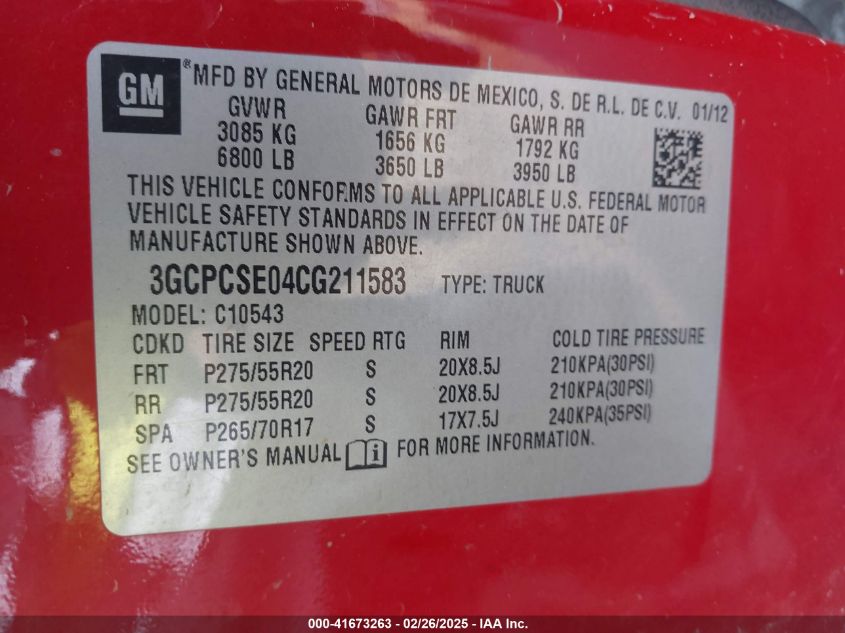 GM ® MFD BY GENERAL MOTORS DE MEXICO, S. DE R.L. DE C.V. 01/12
GVWR GAWR FRT GAWR RR
3085 KG 1656 KG 1792 KG
6800 LB 3650 LB 3950 LB
THIS VEHICLE CONFORMS TO ALL APPLICABLE U.S. FEDERAL MOTOR
VEHICLE SAFETY STANDARDS IN EFFECT ON THE DATE OF
MANUFACTURE SHOWN ABOVE.
3GCPCSE04CG211583 TYPE: TRUCK
MODEL: C10543
CDKD TIRE SIZE SPEED RTG RIM COLD TIRE PRESSURE
FRT P275/55R20 S 20X8.5J 210KPA(30PSI)
RR P275/55R20 S 20X8.5J 210KPA(30PSI)
SPA P265/70R17 S 17X7.5J 240KPA(35PSI)
SEE OWNER'S MANUAL i FOR MORE INFORMATION.
000-41673263 - 02/26/2025 - IAA Inc.